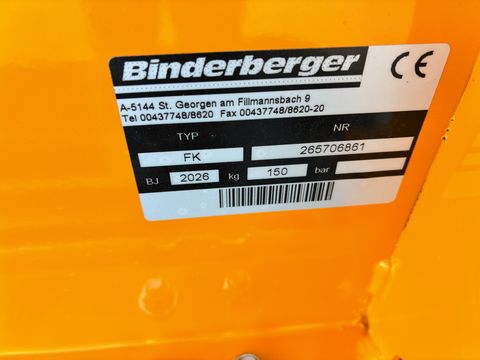 Binderberger CE
A-5144 St. Georgen am Fillmannsbach 9
Tel 00437748/8620 Fax 00437748/8620-20
TYP NR
FK 265706861
BJ 2026 kg 150 bar